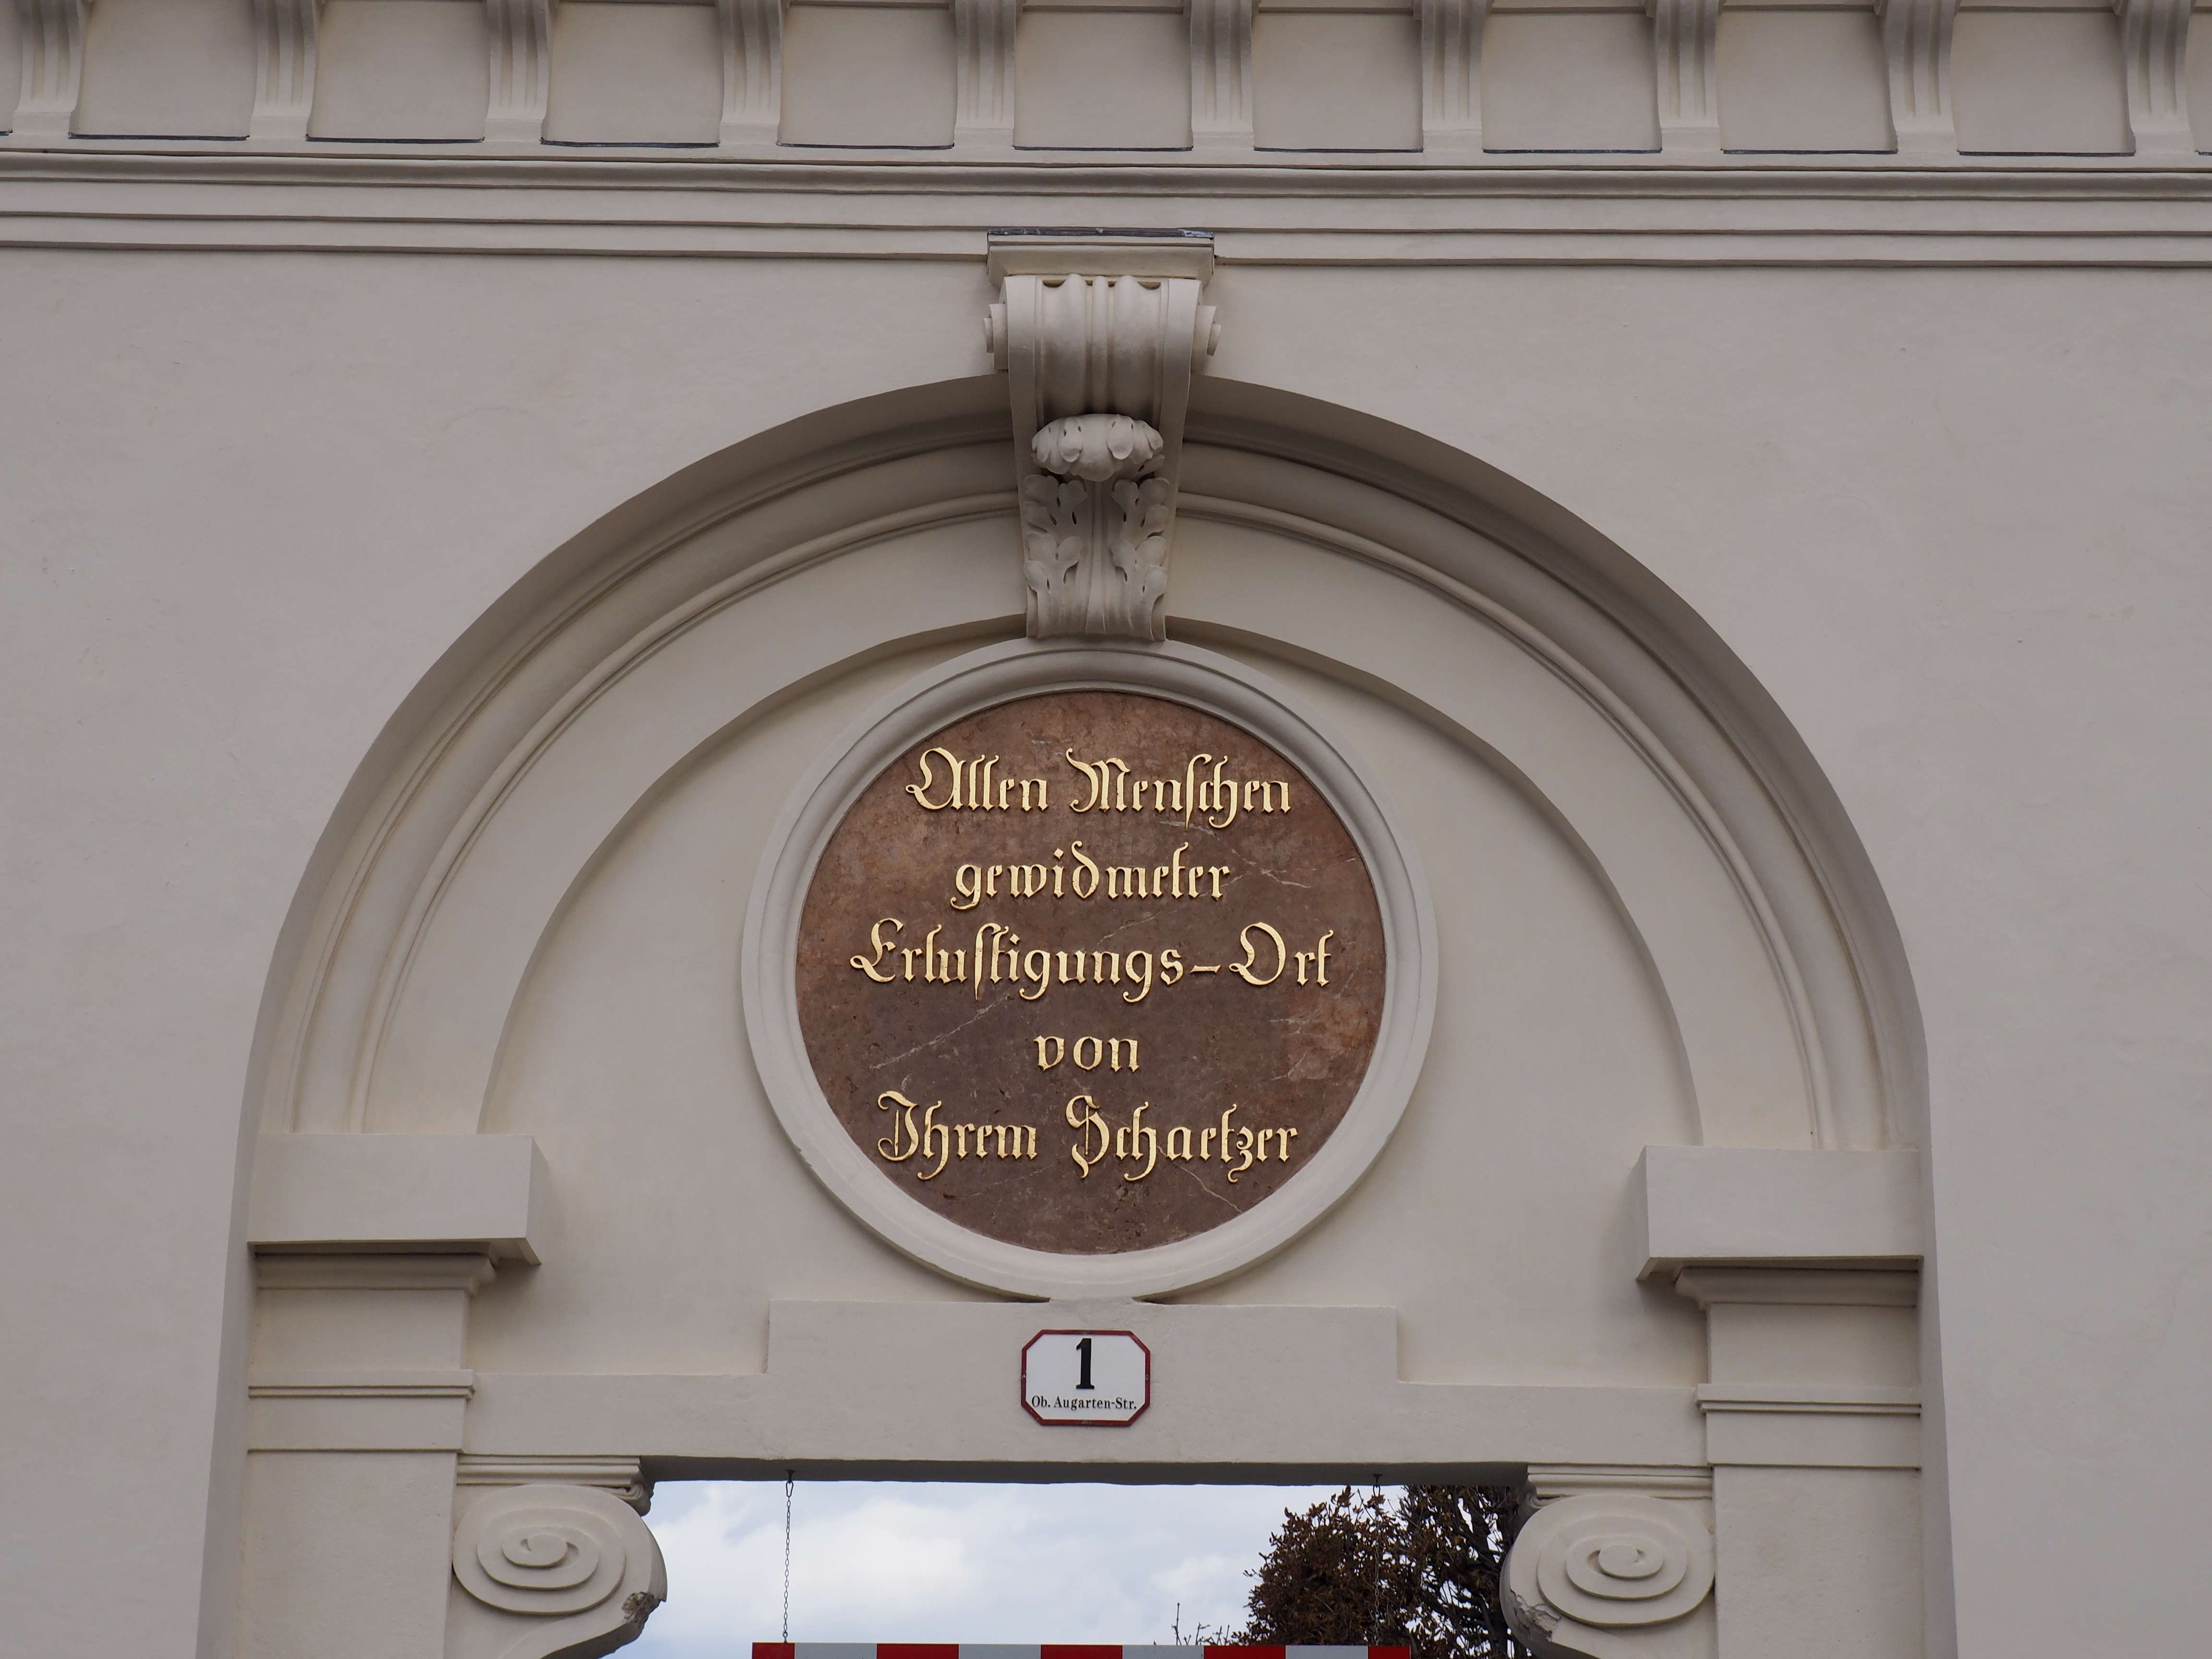 Allen Menschen
gewidmeter
Erlustigungs-Ort
von
Ihrem Schaetzer
1
Ob. Augarten-Str.